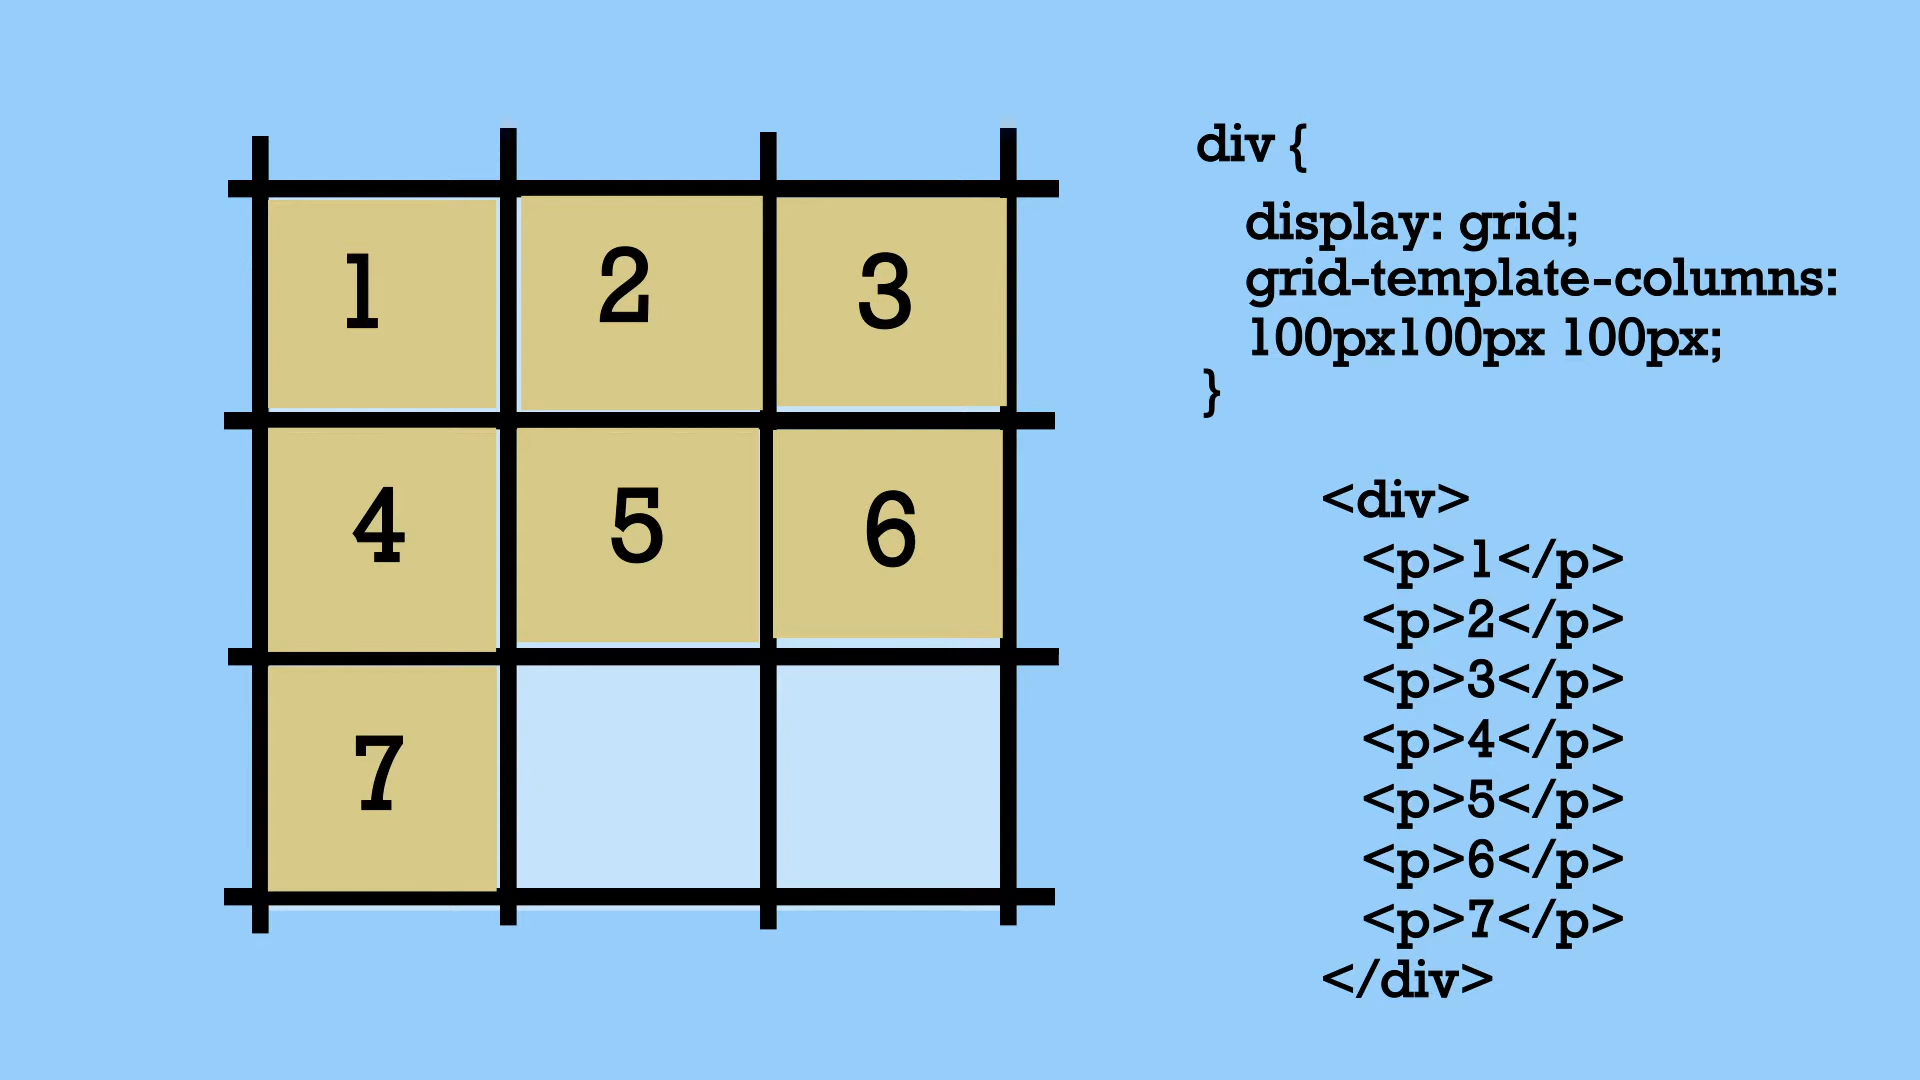 1 2 3
4 5 6
7
div {
display: grid;
grid-template-columns:
100px100px 100px;
}
<div>
<p>1</p>
<p>2</p>
<p>3</p>
<p>4</p>
<p>5</p>
<p>6</p>
<p>7</p>
</div>